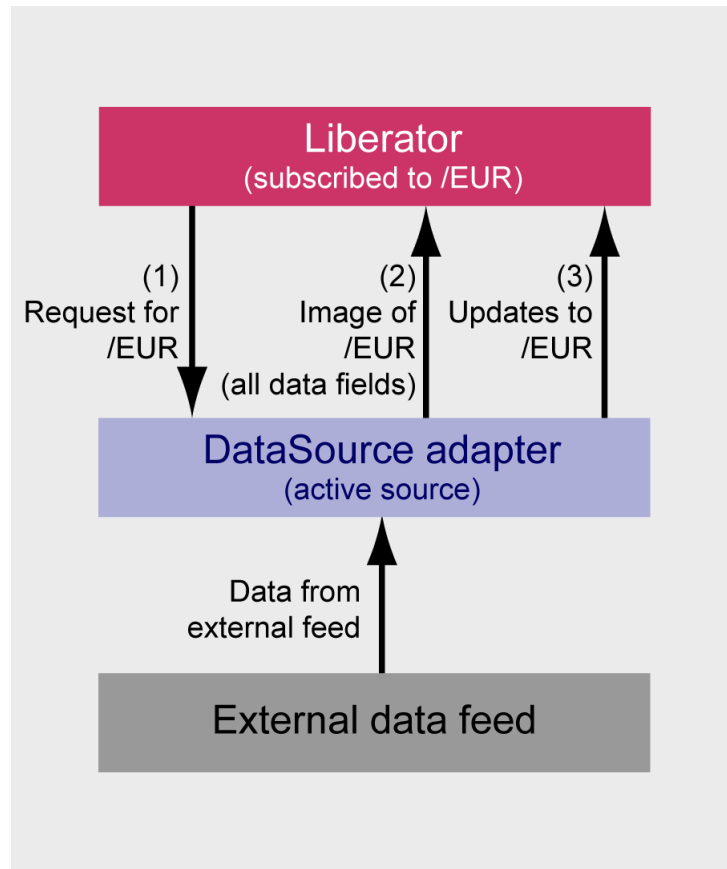 Liberator
(subscribed to /EUR)
(1)
Request for
/EUR
(2)
Image of
/EUR
(all data fields)
(3)
Updates to
/EUR
DataSource adapter
(active source)
Data from
external feed
External data feed